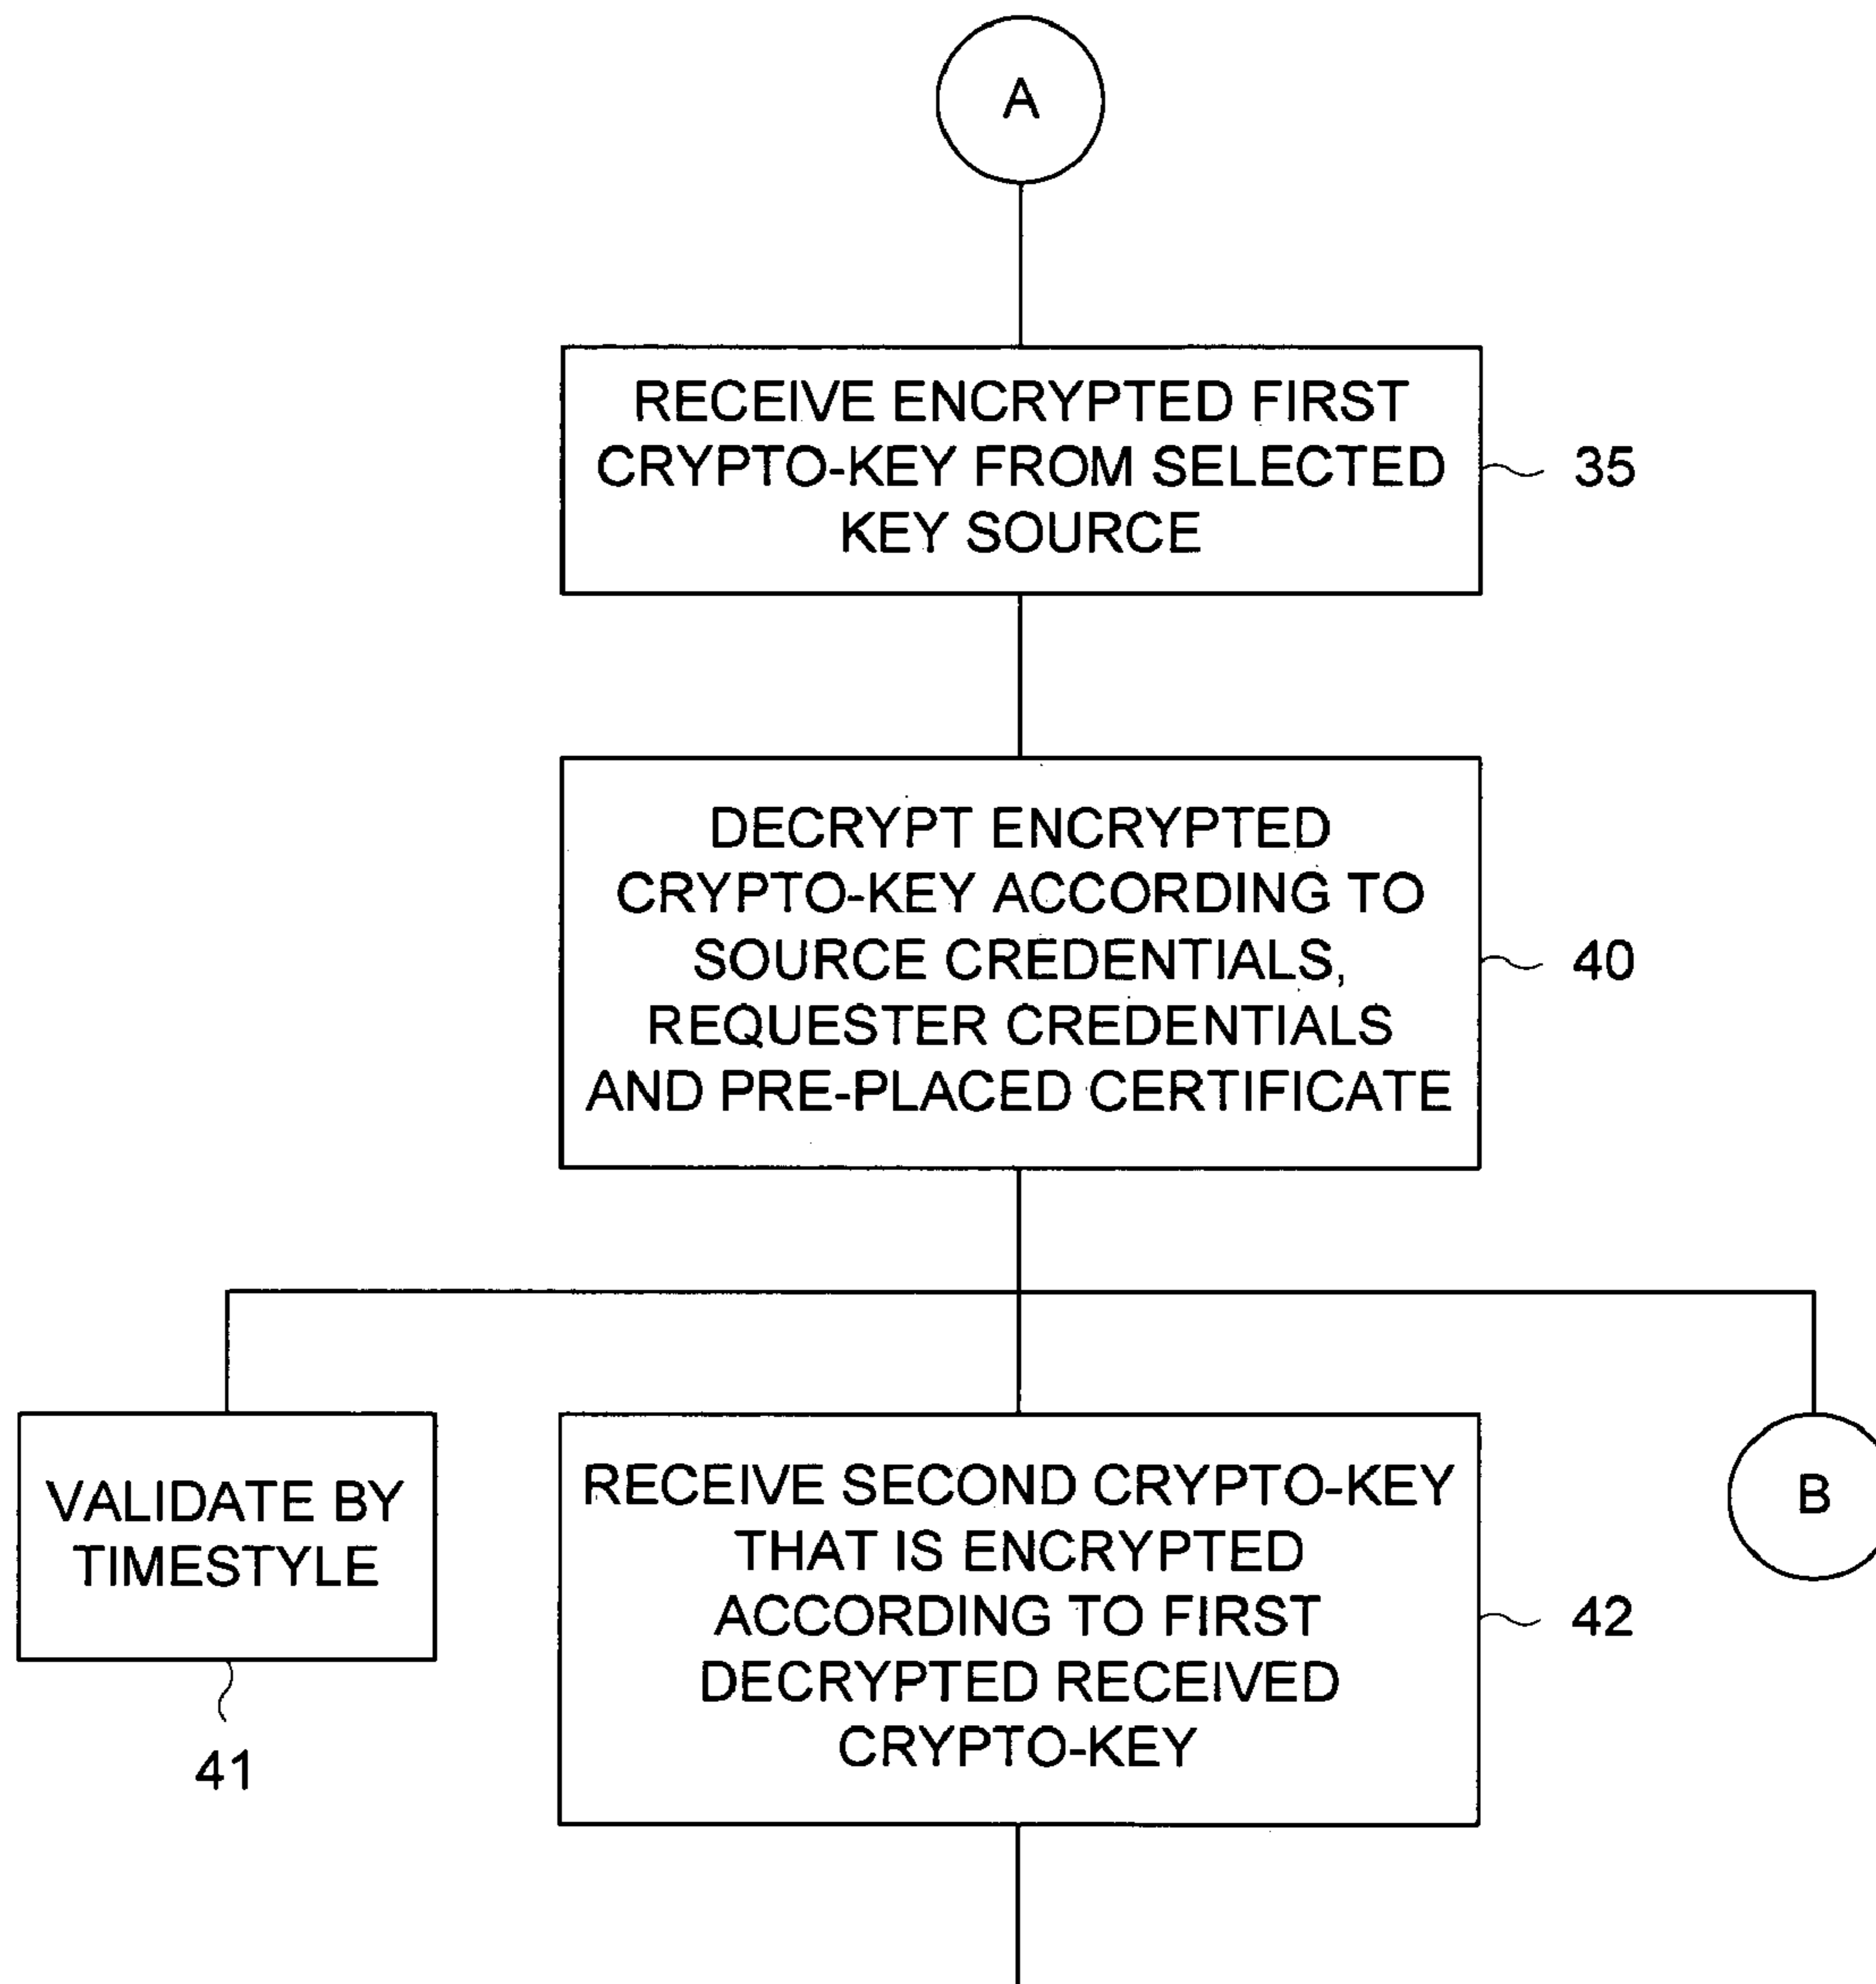 A
RECEIVE ENCRYPTED FIRST
CRYPTO-KEY FROM SELECTED
KEY SOURCE
35
DECRYPT ENCRYPTED
CRYPTO-KEY ACCORDING TO
SOURCE CREDENTIALS,
REQUESTER CREDENTIALS
AND PRE-PLACED CERTIFICATE
40
VALIDATE BY
TIMESTYLE
41
RECEIVE SECOND CRYPTO-KEY
THAT IS ENCRYPTED
ACCORDING TO FIRST
DECRYPTED RECEIVED
CRYPTO-KEY
42
B